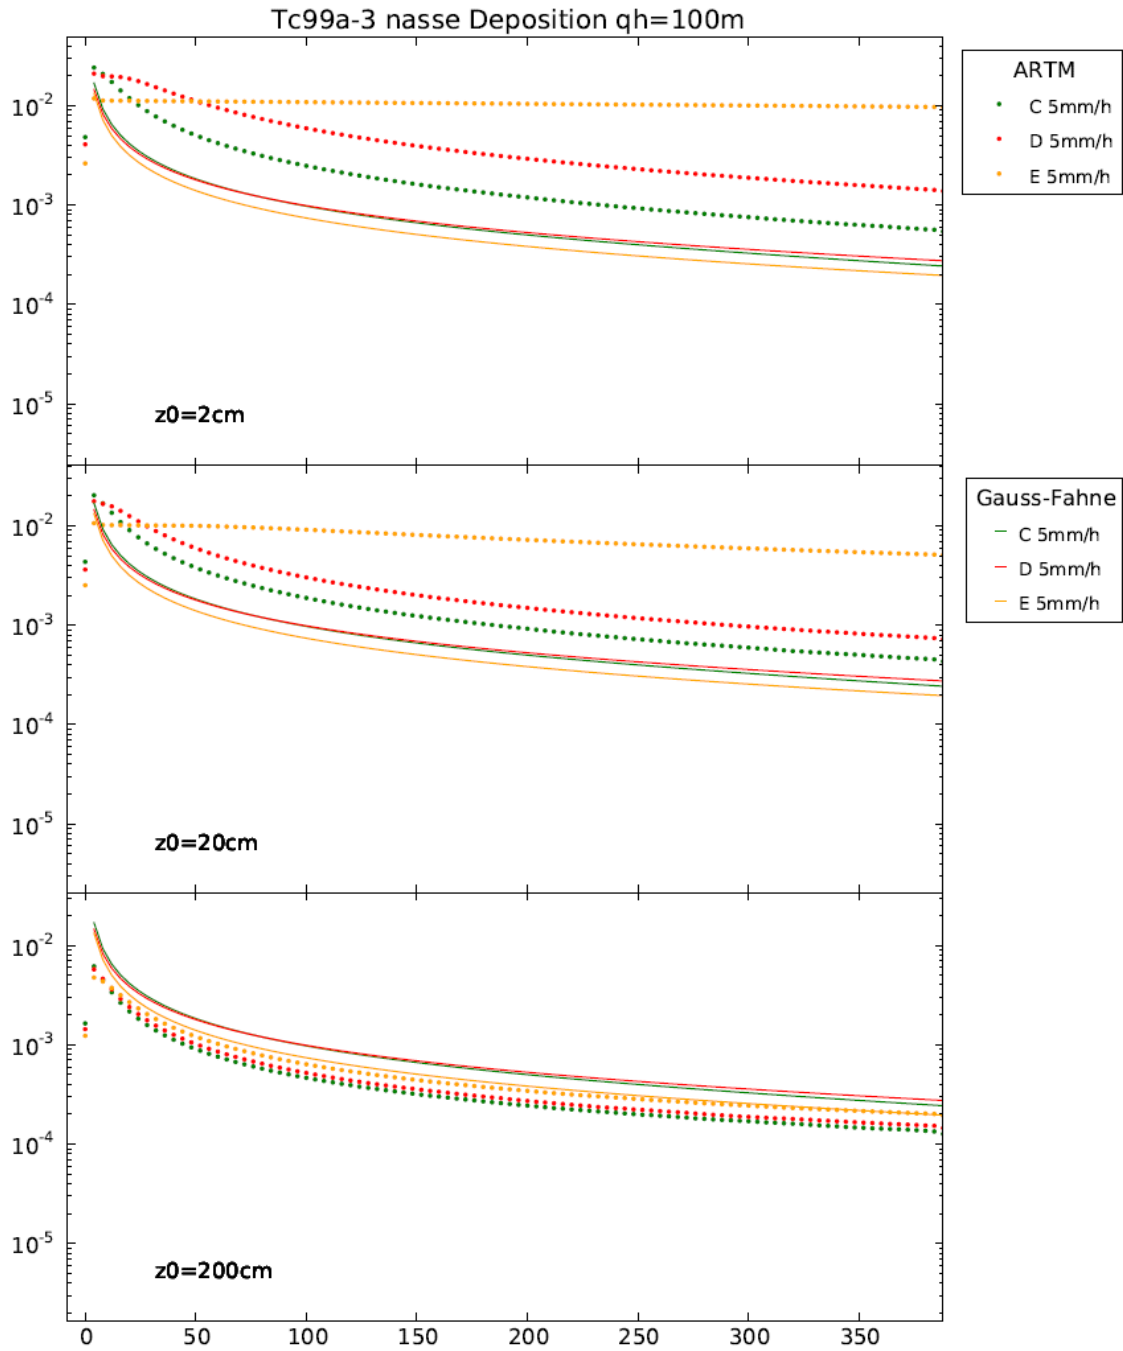 Tc99a-3 nasse Deposition qh=100m
ARTM
C 5mm/h
D 5mm/h
E 5mm/h
10-2
10-3
10-4
10-5
z0=2cm
Gauss-Fahne
C 5mm/h
D 5mm/h
E 5mm/h
10-2
10-3
10-4
10-5
z0=20cm
10-2
10-3
10-4
10-5
z0=200cm
0 50 100 150 200 250 300 350